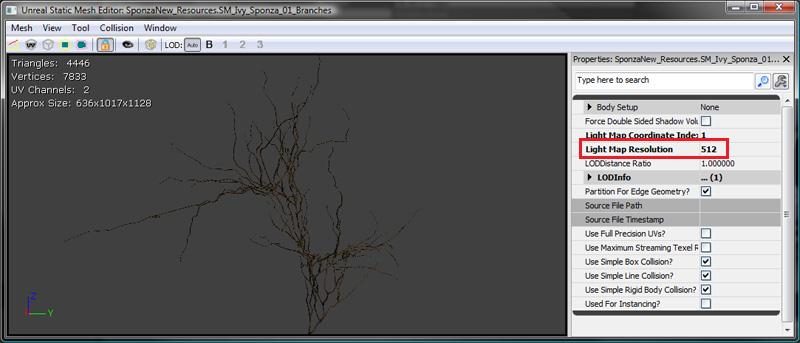 Unreal Static Mesh Editor: SponzaNew_Resources.SM_Ivy_Sponza_01_Branches
Mesh View Tool Collision Window
LOD: Auto B 1 2 3
Triangles: 4446
Vertices: 7833
UV Channels: 2
Approx Size: 636x1017x1128
Z
Y
Properties: SponzaNew_Resources.SM_Ivy_Sponza_01...
Type here to search
Body Setup None
Force Double Sided Shadow Volu
Light Map Coordinate Index 1
Light Map Resolution 512
LODDistance Ratio 1.000000
LODInfo ... (1)
Partition For Edge Geometry?
Source File Path
Source File Timestamp
Use Full Precision UVs?
Use Maximum Streaming Texel R
Use Simple Box Collision?
Use Simple Line Collision?
Use Simple Rigid Body Collision?
Used For Instancing?